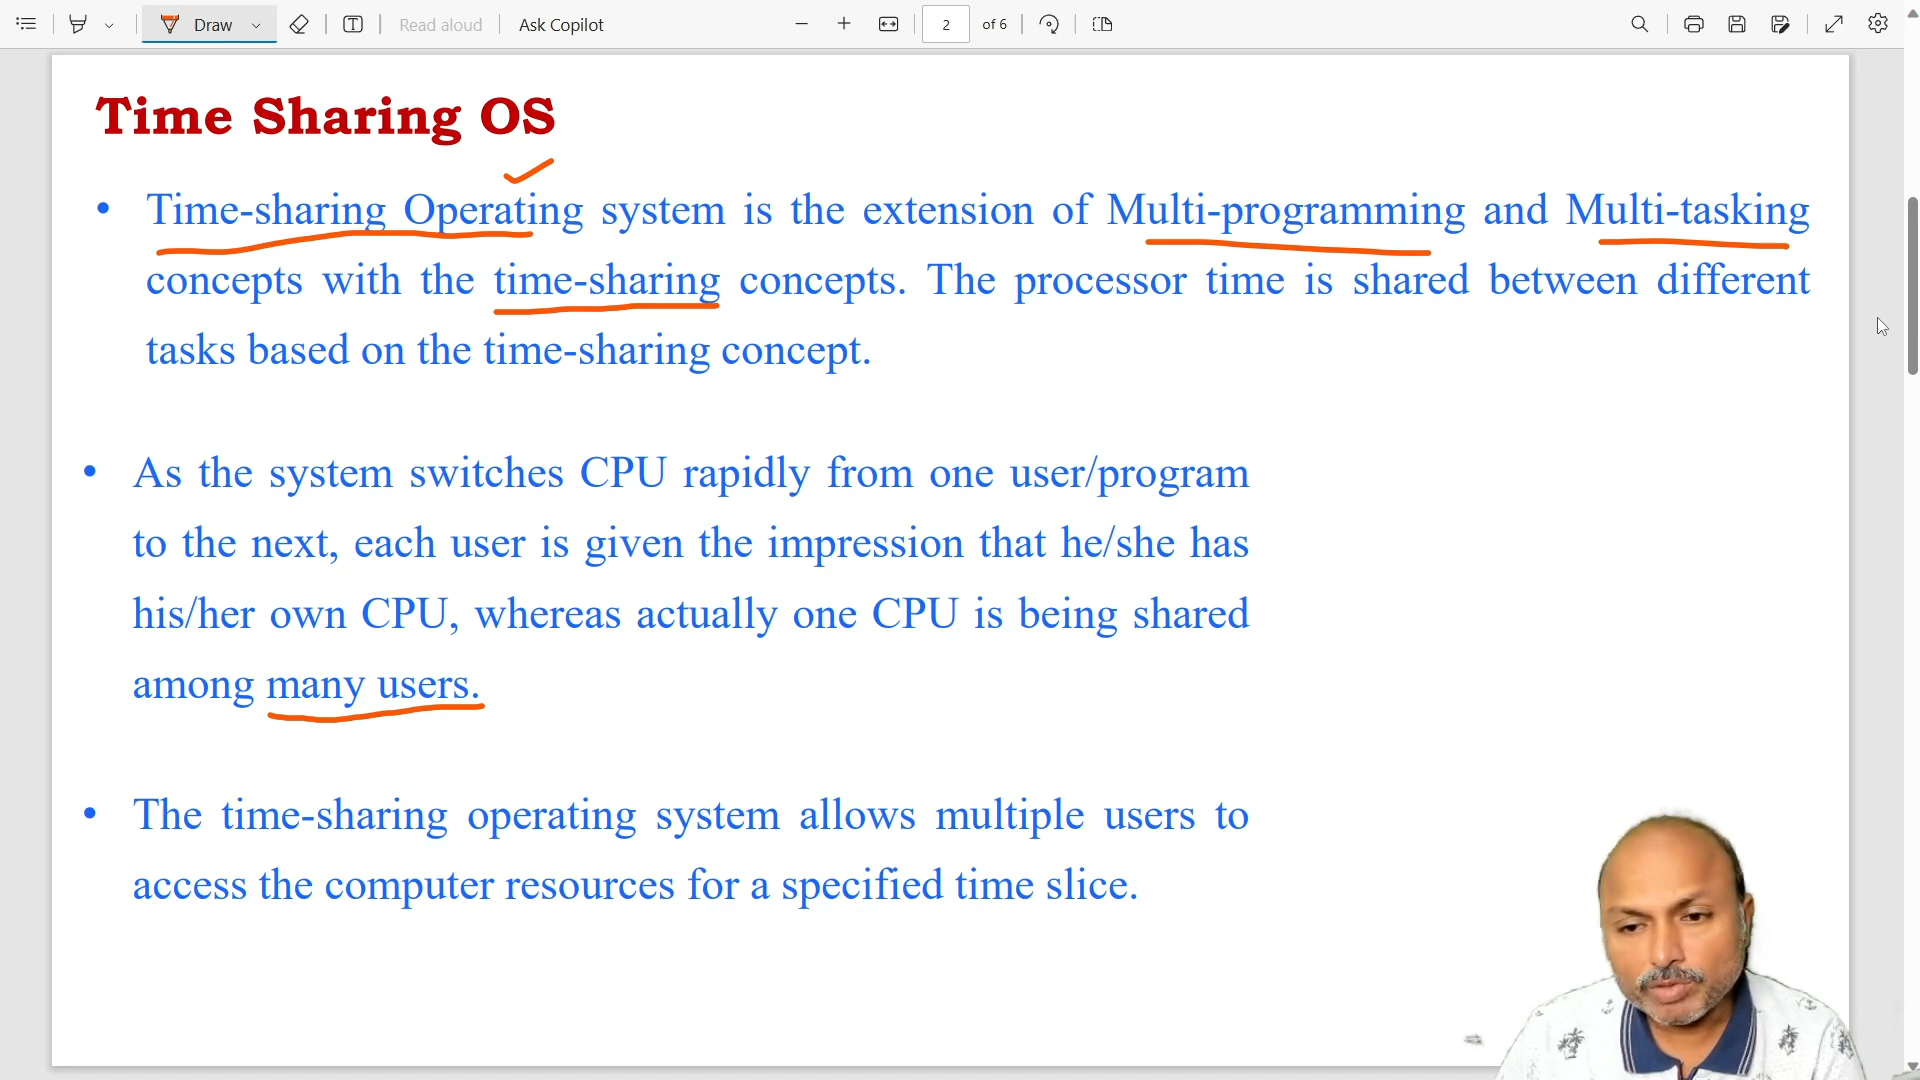 Draw
Read aloud
Ask Copilot
2
of 6
Time Sharing OS
• Time-sharing Operating system is the extension of Multi-programming and Multi-tasking
concepts with the time-sharing concepts. The processor time is shared between different
tasks based on the time-sharing concept.
• As the system switches CPU rapidly from one user/program
to the next, each user is given the impression that he/she has
his/her own CPU, whereas actually one CPU is being shared
among many users.
• The time-sharing operating system allows multiple users to
access the computer resources for a specified time slice.